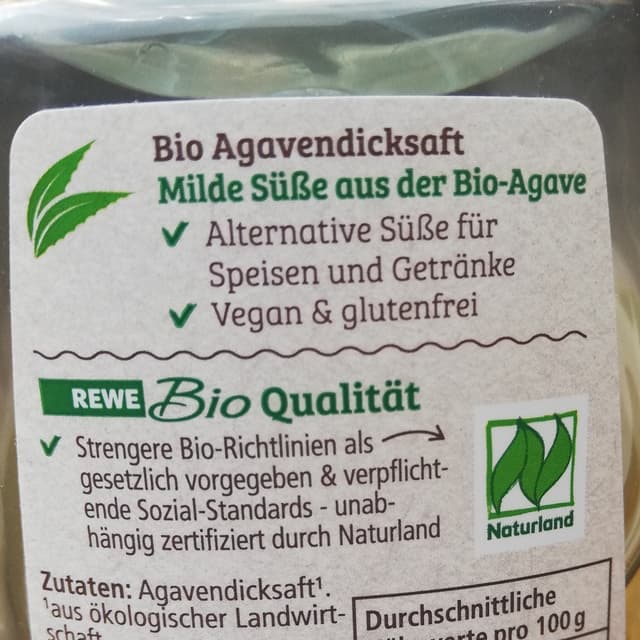 Bio Agavendicksaft
Milde Süße aus der Bio-Agave
✓ Alternative Süße für
Speisen und Getränke
✓ Vegan & glutenfrei
REWE Bio Qualität
✓ Strengere Bio-Richtlinien als
gesetzlich vorgegeben & verpflicht-
ende Sozial-Standards - unab-
hängig zertifiziert durch Naturland
Naturland
Zutaten: Agavendicksaft¹.
¹aus ökologischer Landwirt-
schaft
Durchschnittliche
pro 100 g